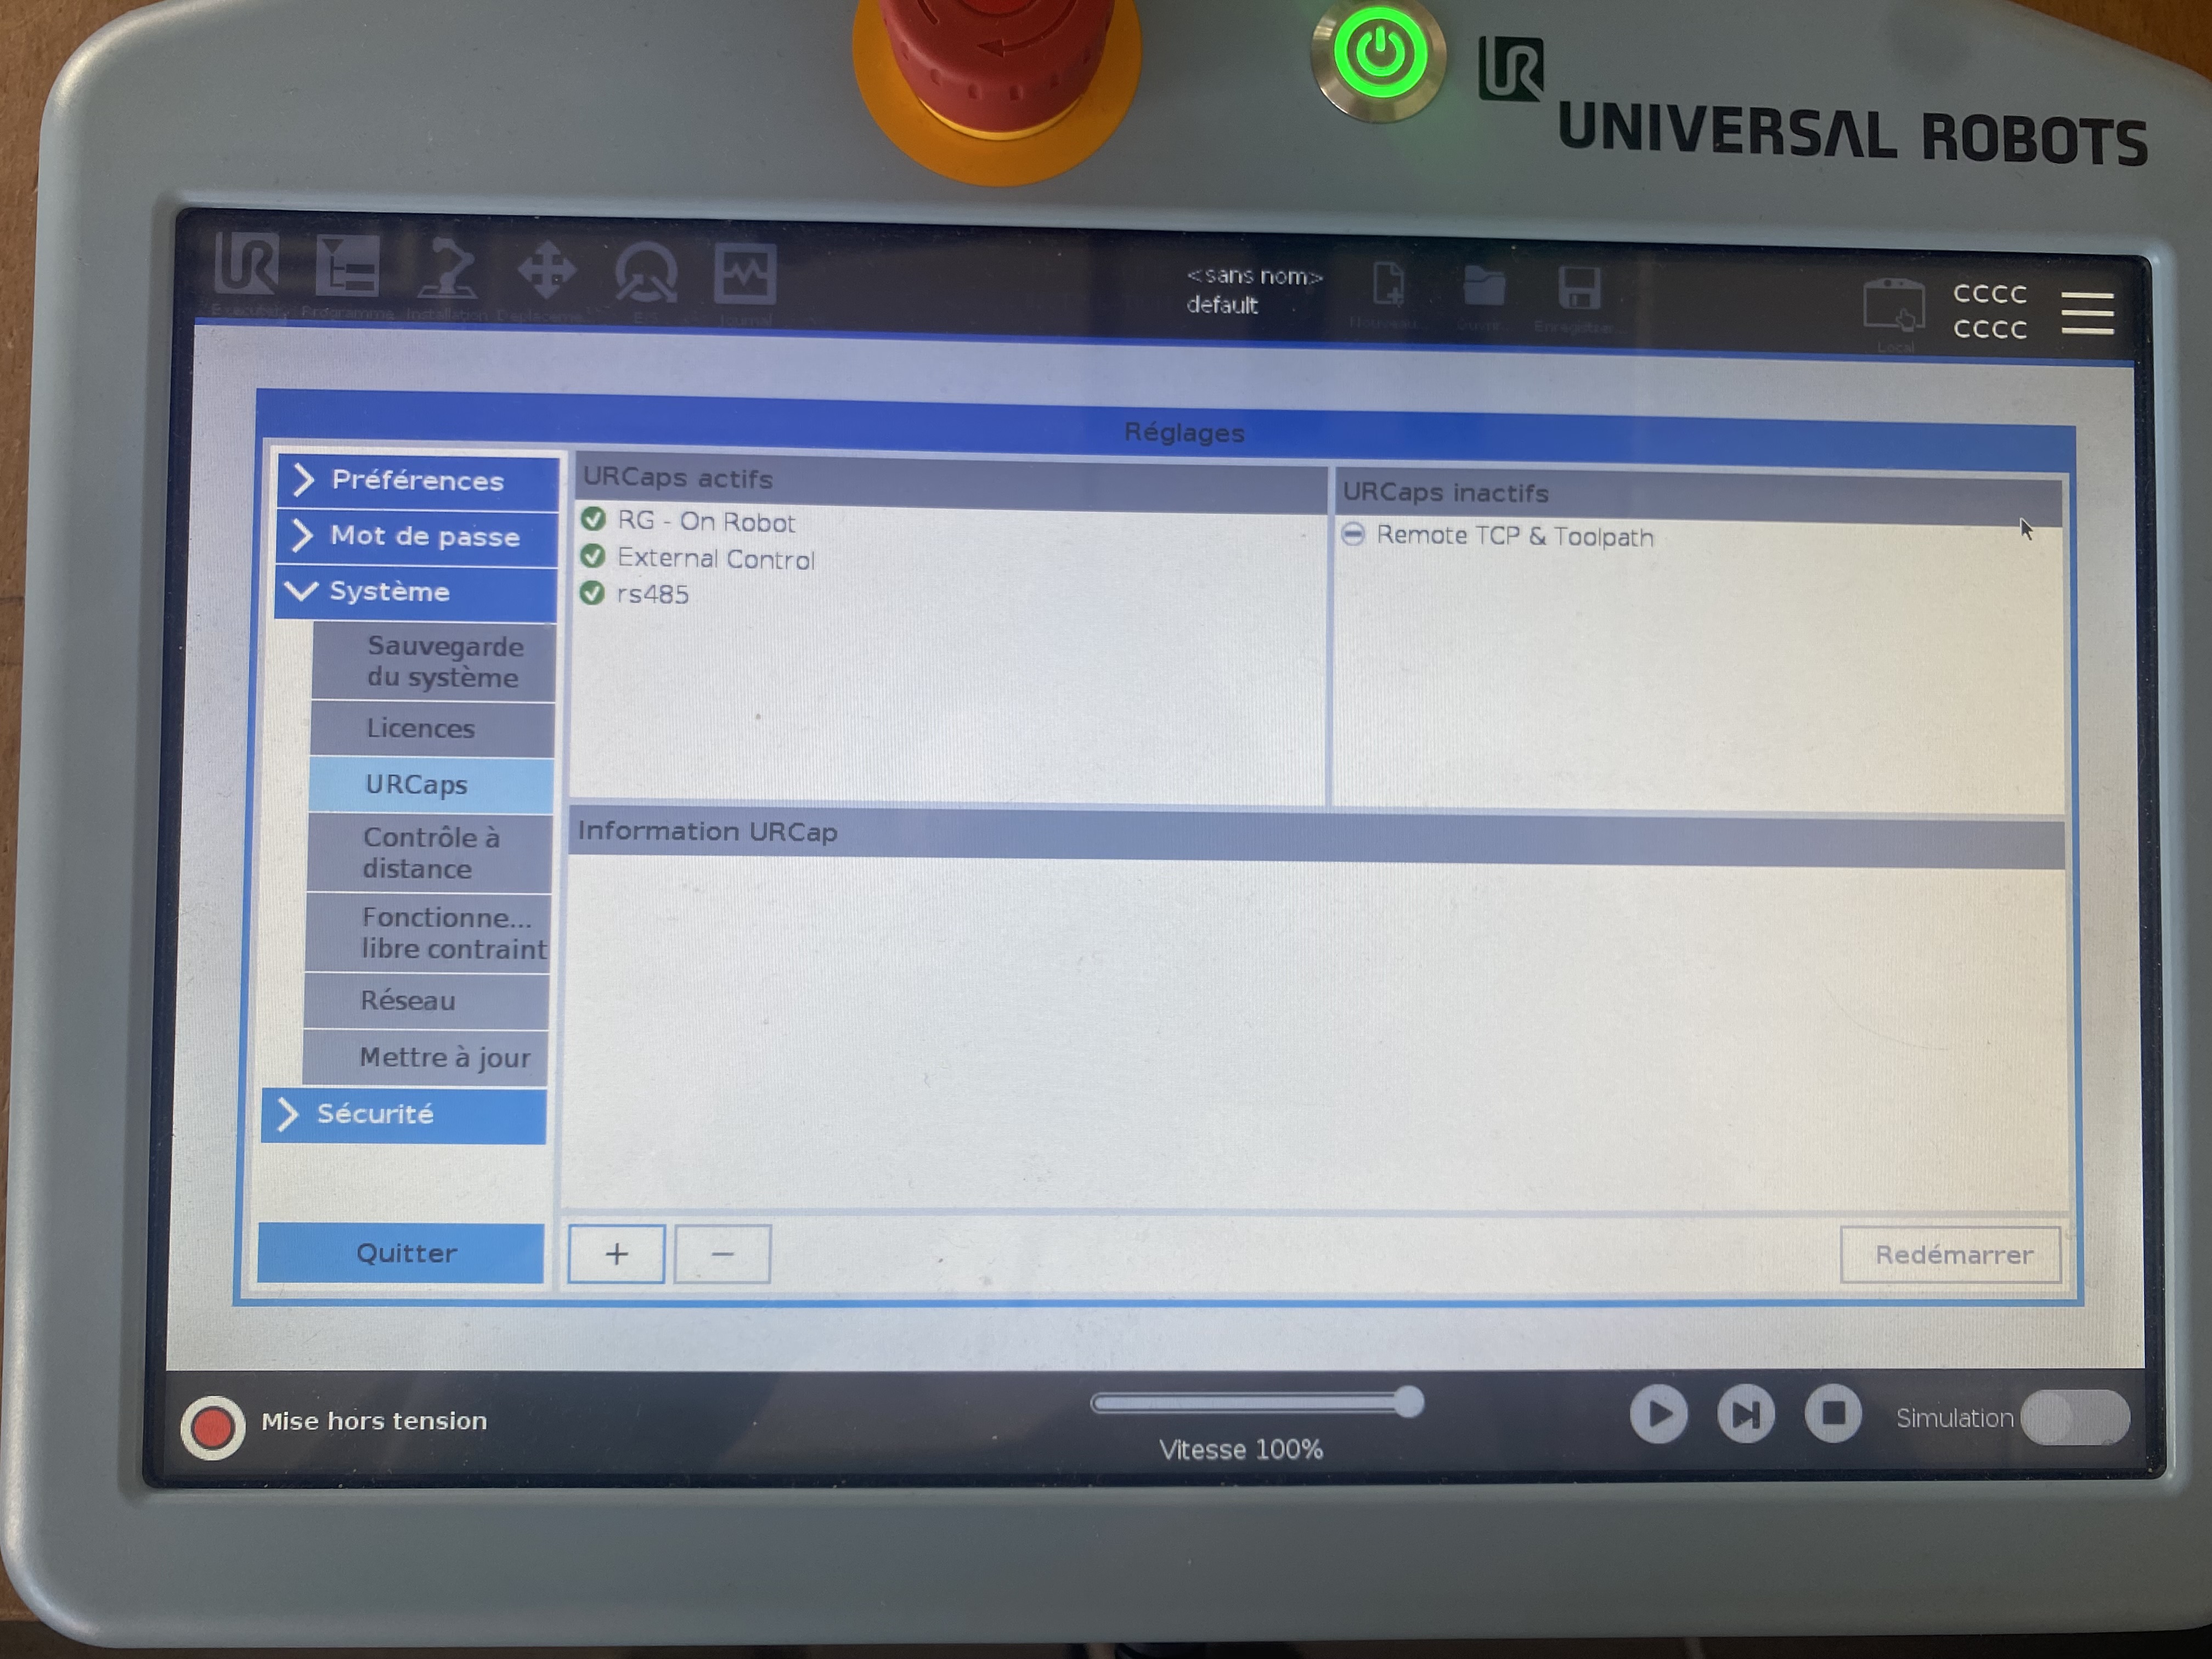 UNIVERSAL ROBOTS
<sans nom>
default
Local
cccc
cccc
Réglages
Préférences
Mot de passe
Système
Sauvegarde
du système
Licences
URCaps
Contrôle à
distance
Fonctionne...
libre contraint
Réseau
Mettre à jour
Sécurité
Quitter
URCaps actifs
RG - On Robot
External Control
rs485
URCaps inactifs
Remote TCP & Toolpath
Information URCap
+
-
Redémarrer
Mise hors tension
Vitesse 100%
Simulation